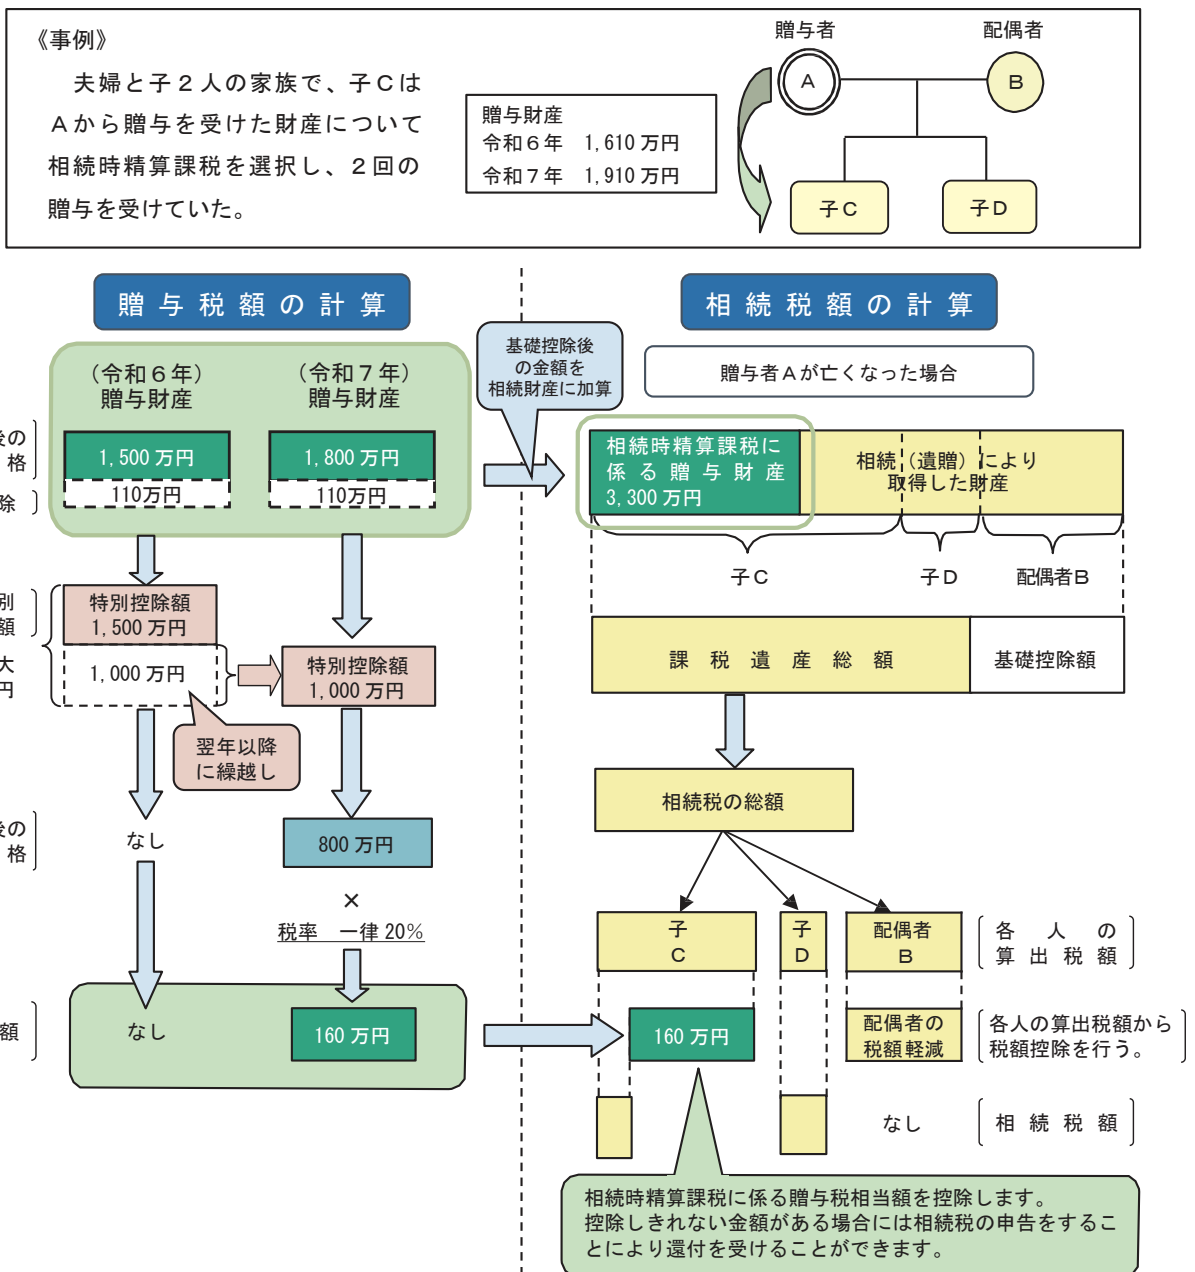 《事例》
夫婦と子２人の家族で、子Ｃは
Ａから贈与を受けた財産について
相続時精算課税を選択し、２回の
贈与を受けていた。
贈与財産
令和６年　1,610 万円
令和７年　1,910 万円
贈与者
配偶者
Ａ
Ｂ
子Ｃ
子Ｄ
贈与税額の計算
（令和６年）
贈与財産
（令和７年）
贈与財産
後の
格
1,500 万円
1,800 万円
除
110万円
110万円
別
額
特別控除額
1,500 万円
大
円
1,000 万円
特別控除額
1,000 万円
翌年以降
に繰越し
後の
格
なし
800 万円
×
税率　一律 20%
額
なし
160 万円
基礎控除後
の金額を
相続財産に加算
相続税額の計算
贈与者Ａが亡くなった場合
相続時精算課税に
係る贈与財産
3,300 万円
相続（遺贈）により
取得した財産
子Ｃ
子Ｄ
配偶者Ｂ
課税遺産総額
基礎控除額
相続税の総額
子
Ｃ
子
Ｄ
配偶者
Ｂ
各人の
算出税額
160 万円
配偶者の
税額軽減
各人の算出税額から
税額控除を行う。
なし
相続税額
相続時精算課税に係る贈与税相当額を控除します。
控除しきれない金額がある場合には相続税の申告をするこ
とにより還付を受けることができます。